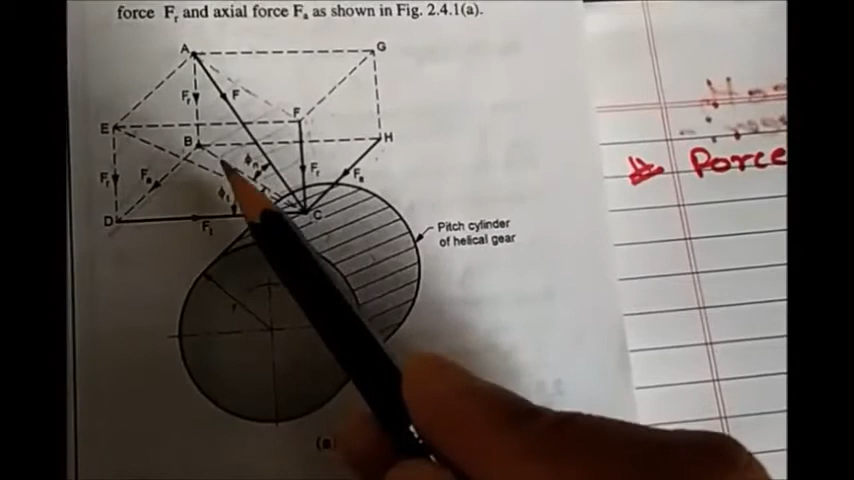 force Fr and axial force Fa as shown in Fig. 2.4.1(a).
A
G
Fr
F
E
F
B
H
ϕn
Fr
Fa
Fr
Fa
ϕt
D
Ft
C
Pitch cylinder
of helical gear
r
(a)
Force